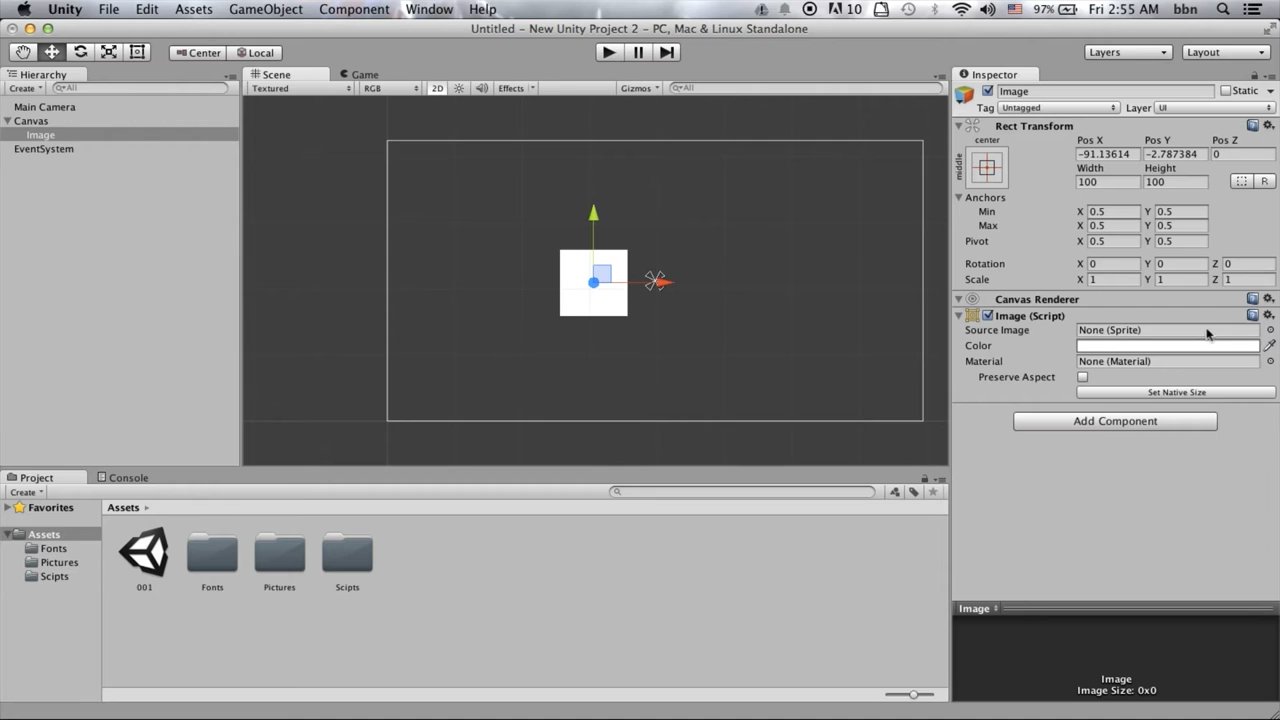 Unity File Edit Assets GameObject Component Window Help 10 97% Fri 2:55 AM bbn
Untitled – New Unity Project 2 – PC, Mac & Linux Standalone
Center Local Layers Layout
Hierarchy Scene Game Inspector
Create All Textured RGB 2D Effects Gizmos All
Image Static
Tag Untagged Layer UI
Main Camera
Canvas
Image
EventSystem
Rect Transform
center
middle
Pos X Pos Y Pos Z
-91.13614 -2.787384 0
Width Height
100 100 R
Anchors
Min X 0.5 Y 0.5
Max X 0.5 Y 0.5
Pivot X 0.5 Y 0.5
Rotation X 0 Y 0 Z 0
Scale X 1 Y 1 Z 1
Canvas Renderer
Image (Script)
Source Image None (Sprite)
Color
Material None (Material)
Preserve Aspect
Set Native Size
Add Component
Project Console
Create
Favorites
Assets
Fonts
Pictures
Scipts
Assets
001 Fonts Pictures Scipts
Image
Image
Image Size: 0x0